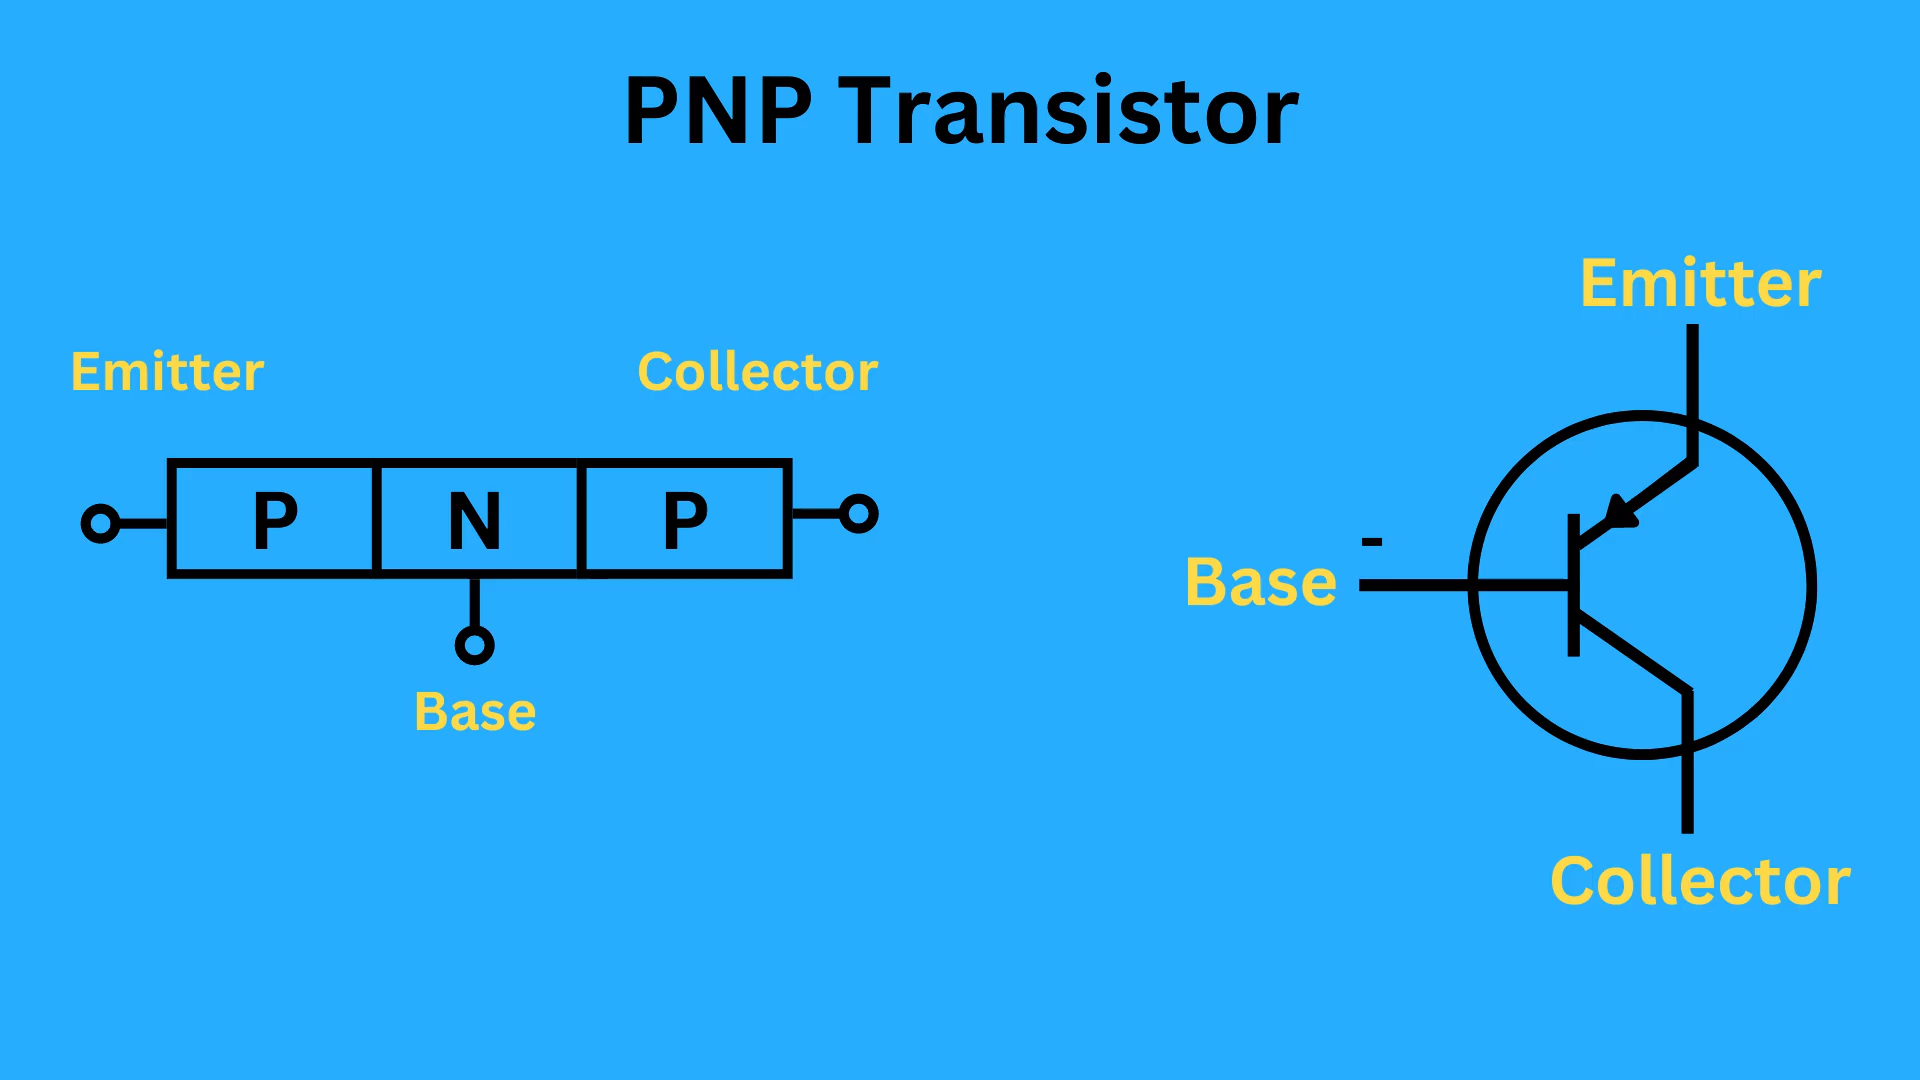 PNP Transistor
Emitter
Collector
P N P
Base
Emitter
-
Base
Collector